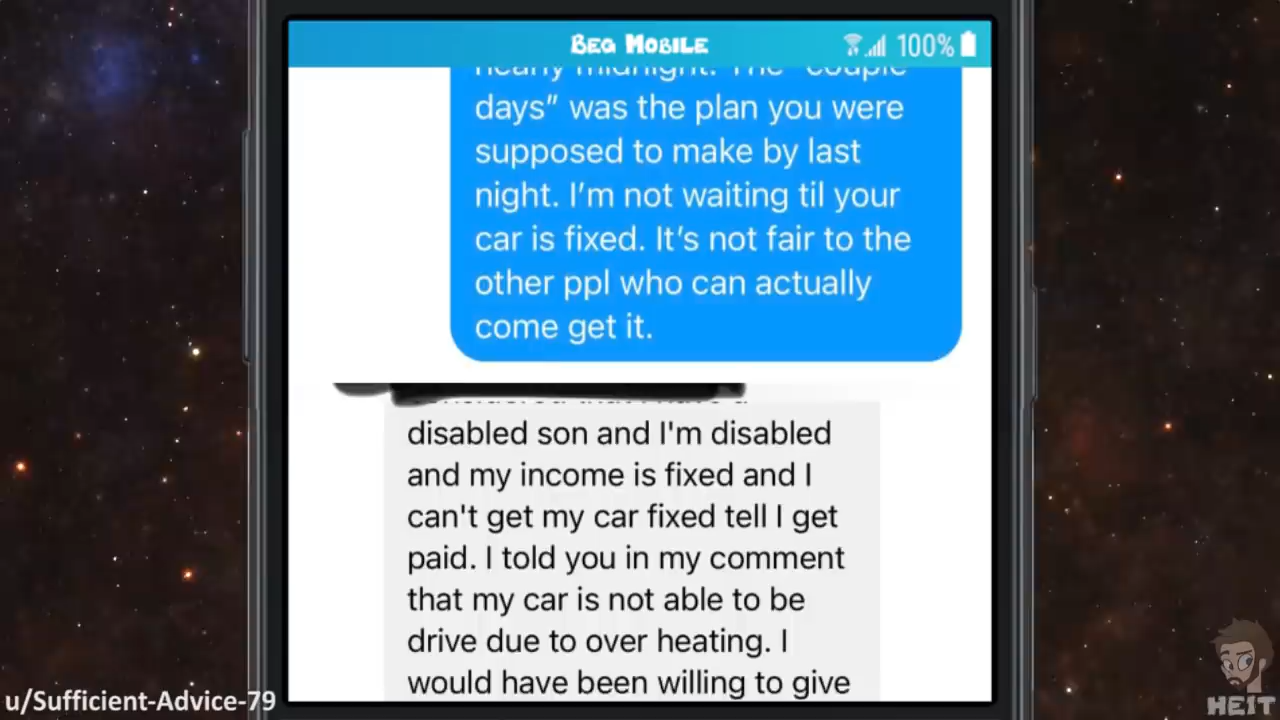 BEG MOBILE
100%
nearly midnight. The "couple
days" was the plan you were
supposed to make by last
night. I'm not waiting til your
car is fixed. It's not fair to the
other ppl who can actually
come get it.
disabled son and I'm disabled
and my income is fixed and I
can't get my car fixed tell I get
paid. I told you in my comment
that my car is not able to be
drive due to over heating. I
would have been willing to give
u/Sufficient-Advice-79
HEIT